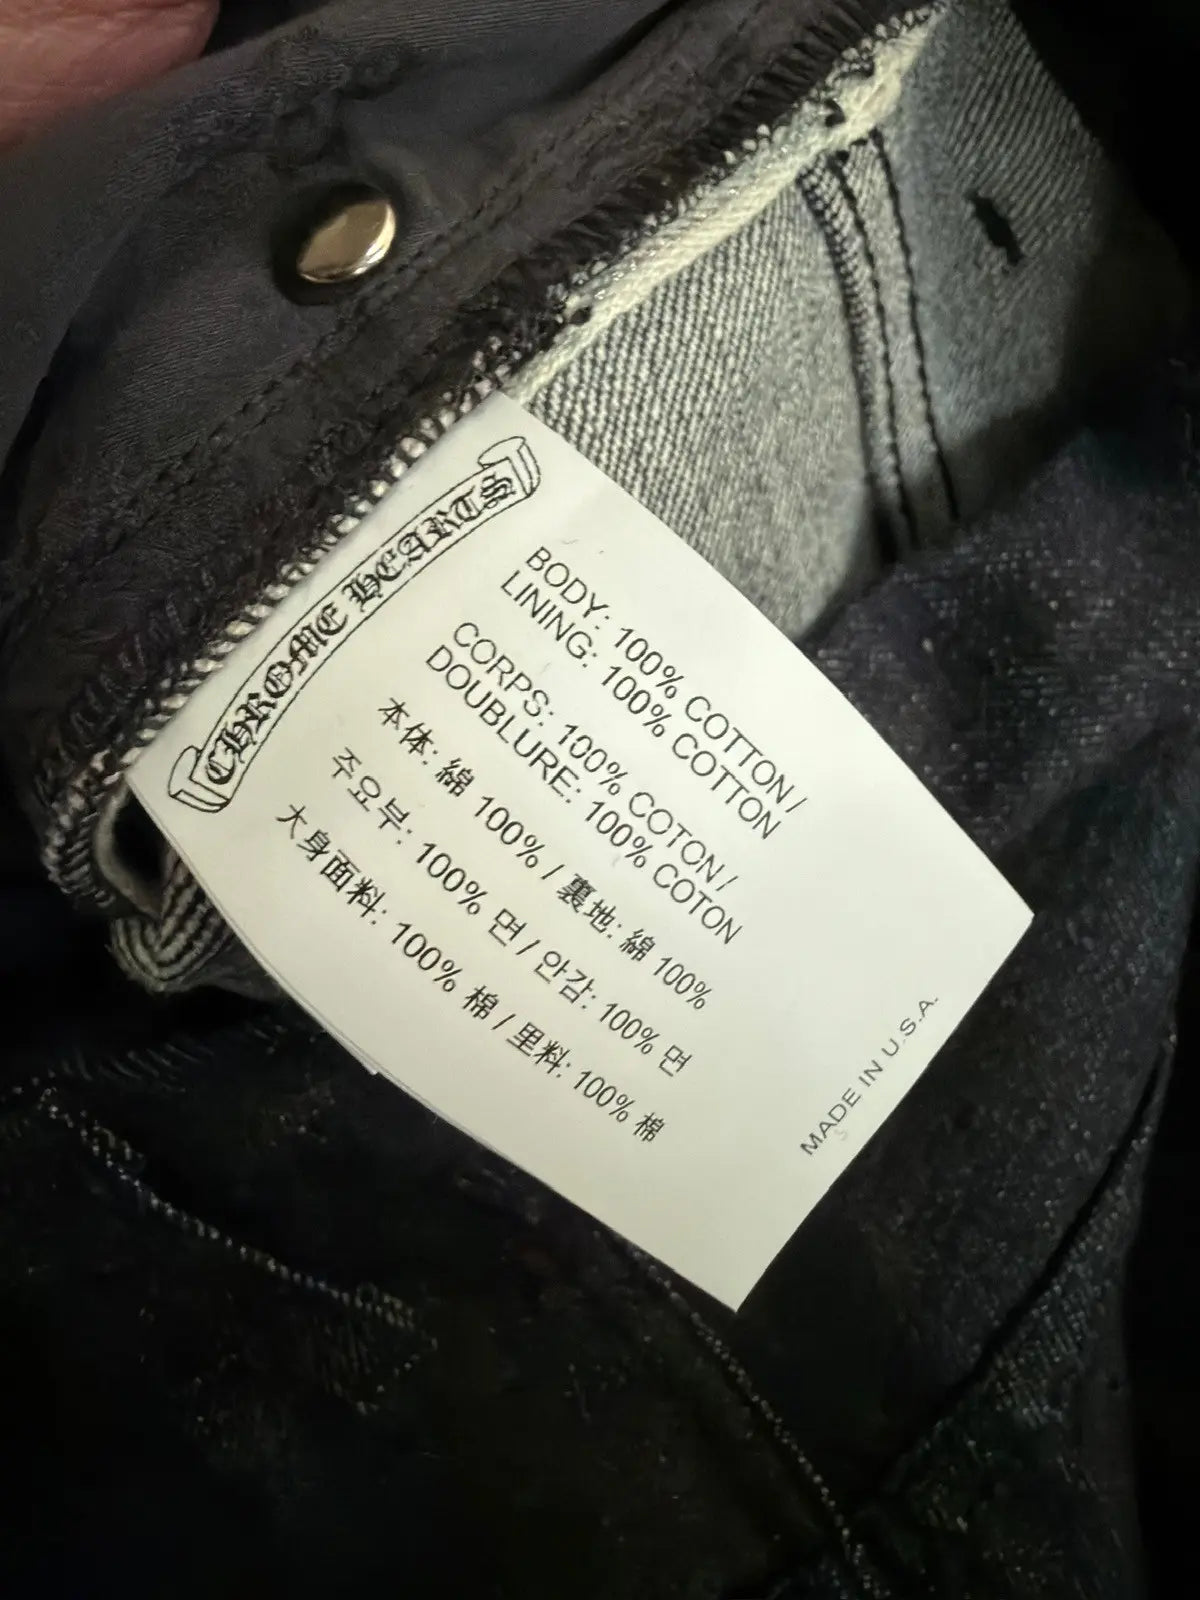 CHROME HEARTS
BODY: 100% COTTON /
LINING: 100% COTTON
CORPS: 100% COTON /
DOUBLURE: 100% COTON
本体: 綿 100% / 裏地: 綿 100%
주요부: 100% 면 / 안감: 100% 면
大身面料: 100% 棉 / 里料: 100% 棉
MADE IN U.S.A.